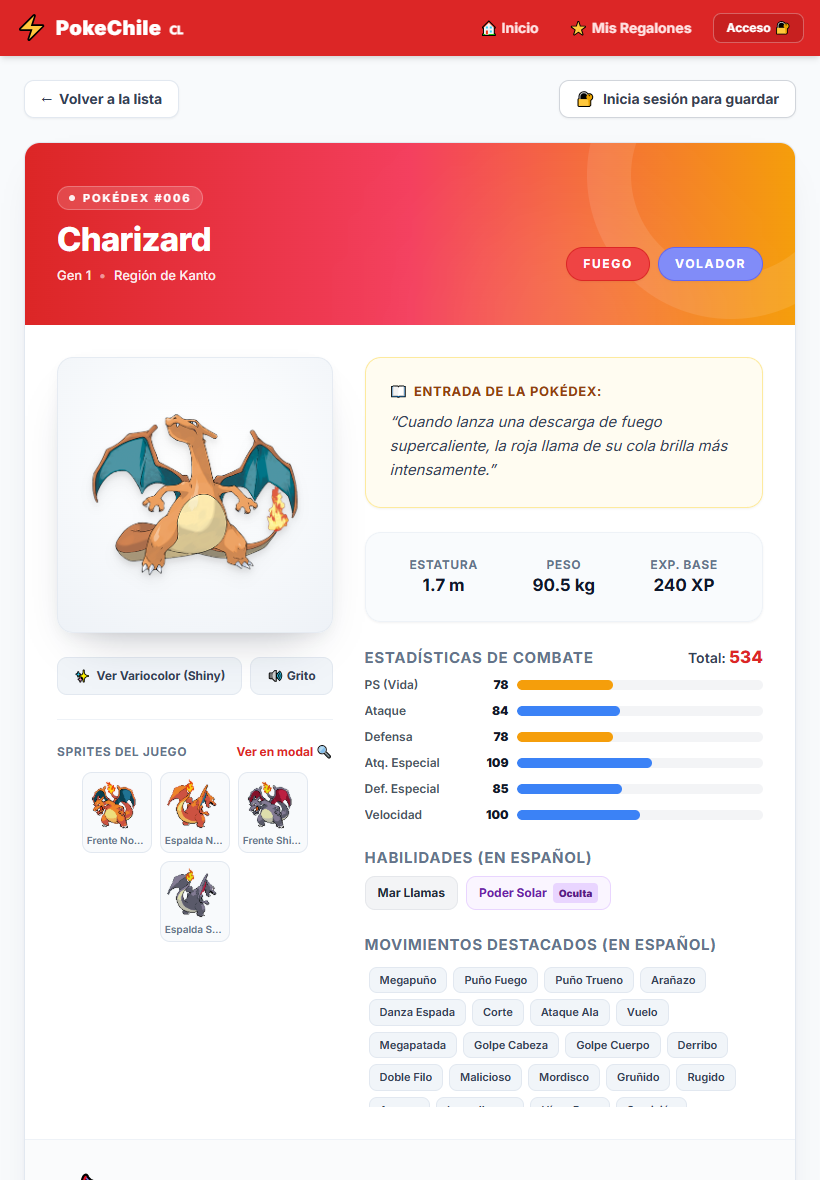 ⚡ PokeChile CL
🏠 Inicio
⭐ Mis Regalones
Acceso 🔐
← Volver a la lista
🔐 Inicia sesión para guardar
POKÉDEX #006
Charizard
Gen 1 • Región de Kanto
FUEGO
VOLADOR
📖 ENTRADA DE LA POKÉDEX:
“Cuando lanza una descarga de fuego
supercaliente, la roja llama de su cola brilla más
intensamente.”
ESTATURA
1.7 m
PESO
90.5 kg
EXP. BASE
240 XP
✨ Ver Variocolor (Shiny)
🔊 Grito
SPRITES DEL JUEGO
Ver en modal 🔍
Frente No...
Espalda N...
Frente Shi...
Espalda S...
ESTADÍSTICAS DE COMBATE
Total: 534
PS (Vida) 78
Ataque 84
Defensa 78
Atq. Especial 109
Def. Especial 85
Velocidad 100
HABILIDADES (EN ESPAÑOL)
Mar Llamas
Poder Solar Oculta
MOVIMIENTOS DESTACADOS (EN ESPAÑOL)
Megapuño Puño Fuego Puño Trueno Arañazo
Danza Espada Corte Ataque Ala Vuelo
Megapatada Golpe Cabeza Golpe Cuerpo Derribo
Doble Filo Malicioso Mordisco Gruñido Rugido